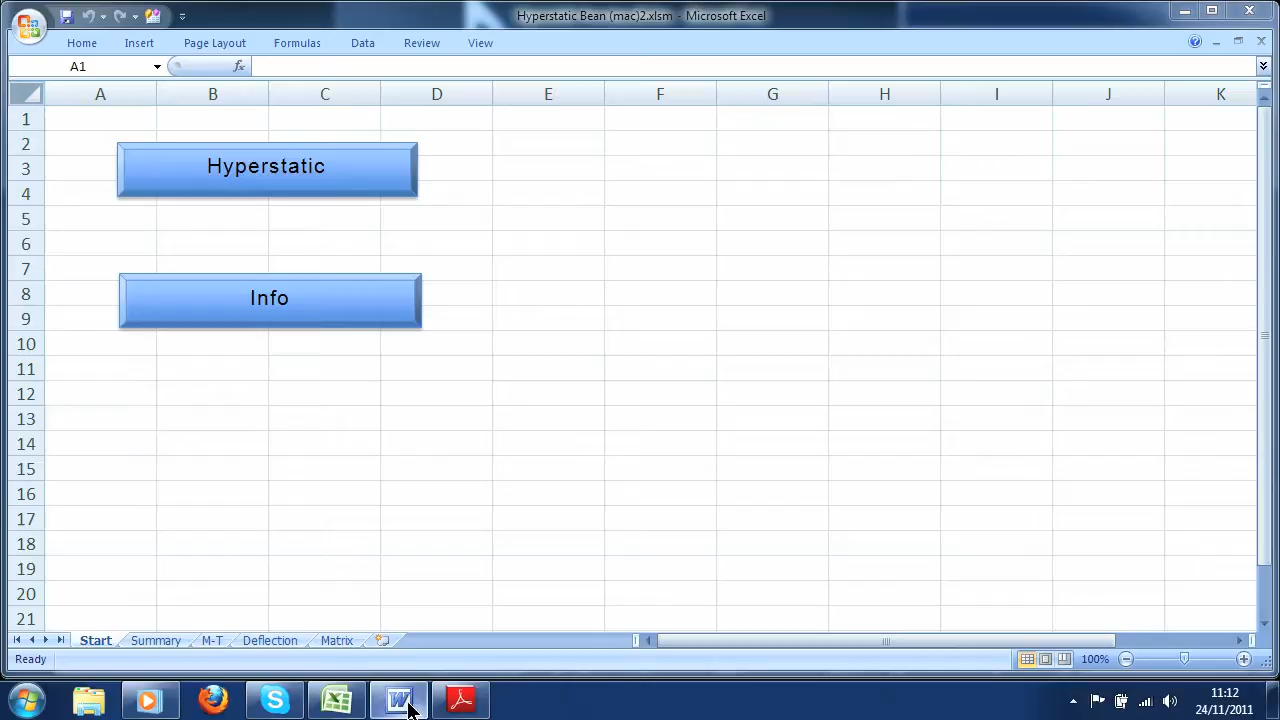 Hyperstatic Bean (mac)2.xlsm - Microsoft Excel
Home Insert Page Layout Formulas Data Review View
A1 fx
A B C D E F G H I J K
1
2
Hyperstatic
3
4
5
6
7
8
Info
9
10
11
12
13
14
15
16
17
18
19
20
21
Start Summary M-T Deflection Matrix
Ready 100%
11:12
24/11/2011